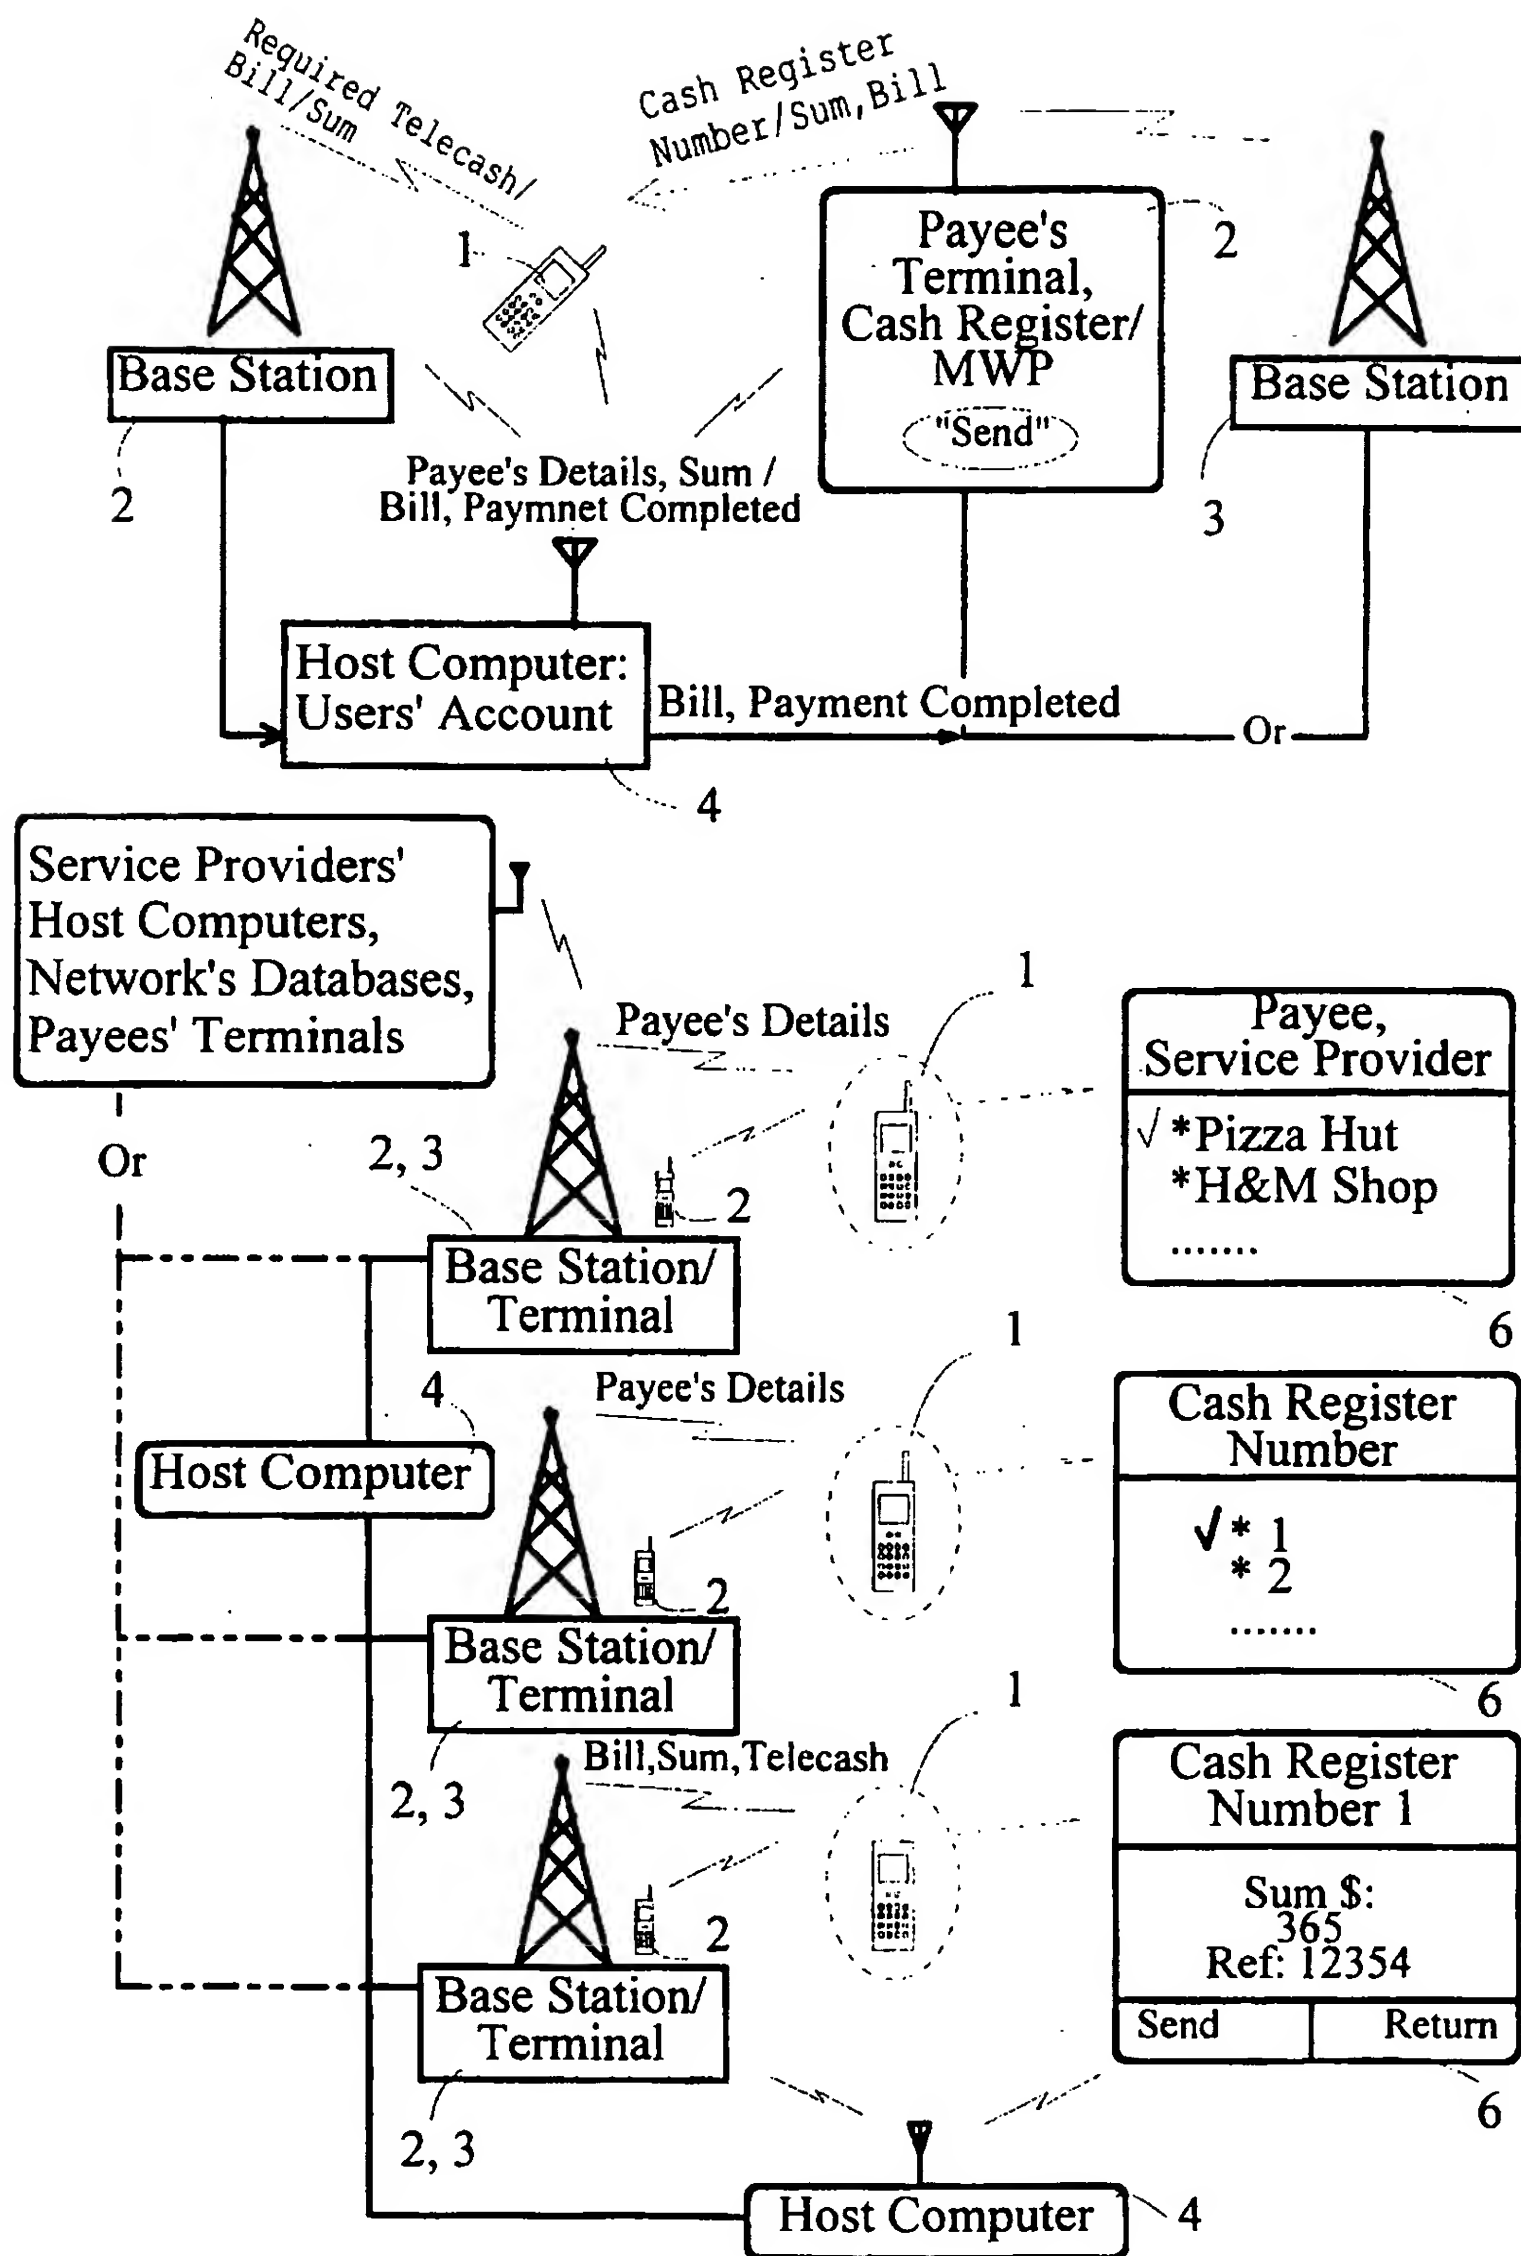 Required Telecash/
Bill/Sum
Cash Register
Number/Sum,Bill
1
Payee's
Terminal,
Cash Register/
MWP
"Send"
2
Base Station
2
Base Station
3
Payee's Details, Sum /
Bill, Paymnet Completed
Host Computer:
Users' Account
Bill, Payment Completed
Or
4
Service Providers'
Host Computers,
Network's Databases,
Payees' Terminals
Or
Payee's Details
1
Payee,
Service Provider
√ *Pizza Hut
*H&M Shop
.......
6
2, 3
2
Base Station/
Terminal
4
Host Computer
Payee's Details
1
Cash Register
Number
√* 1
* 2
.......
6
2
Base Station/
Terminal
2, 3
Bill,Sum,Telecash
1
Cash Register
Number 1
Sum $:
365
Ref: 12354
Send Return
6
2
Base Station/
Terminal
2, 3
Host Computer
4